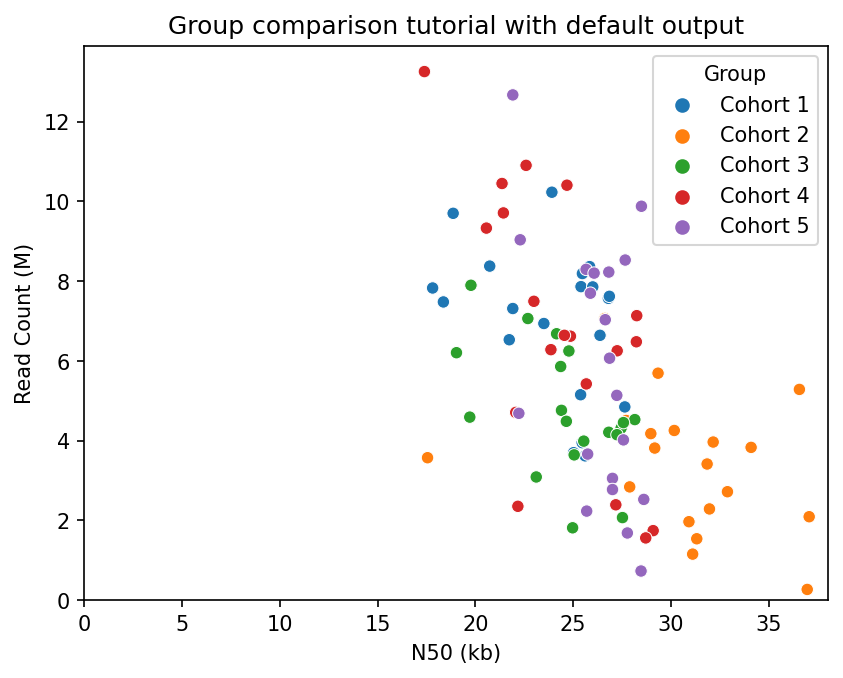 Group comparison tutorial with default output
Group
Cohort 1
Cohort 2
Cohort 3
Cohort 4
Cohort 5
Read Count (M)
12
10
8
6
4
2
0
0 5 10 15 20 25 30 35
N50 (kb)